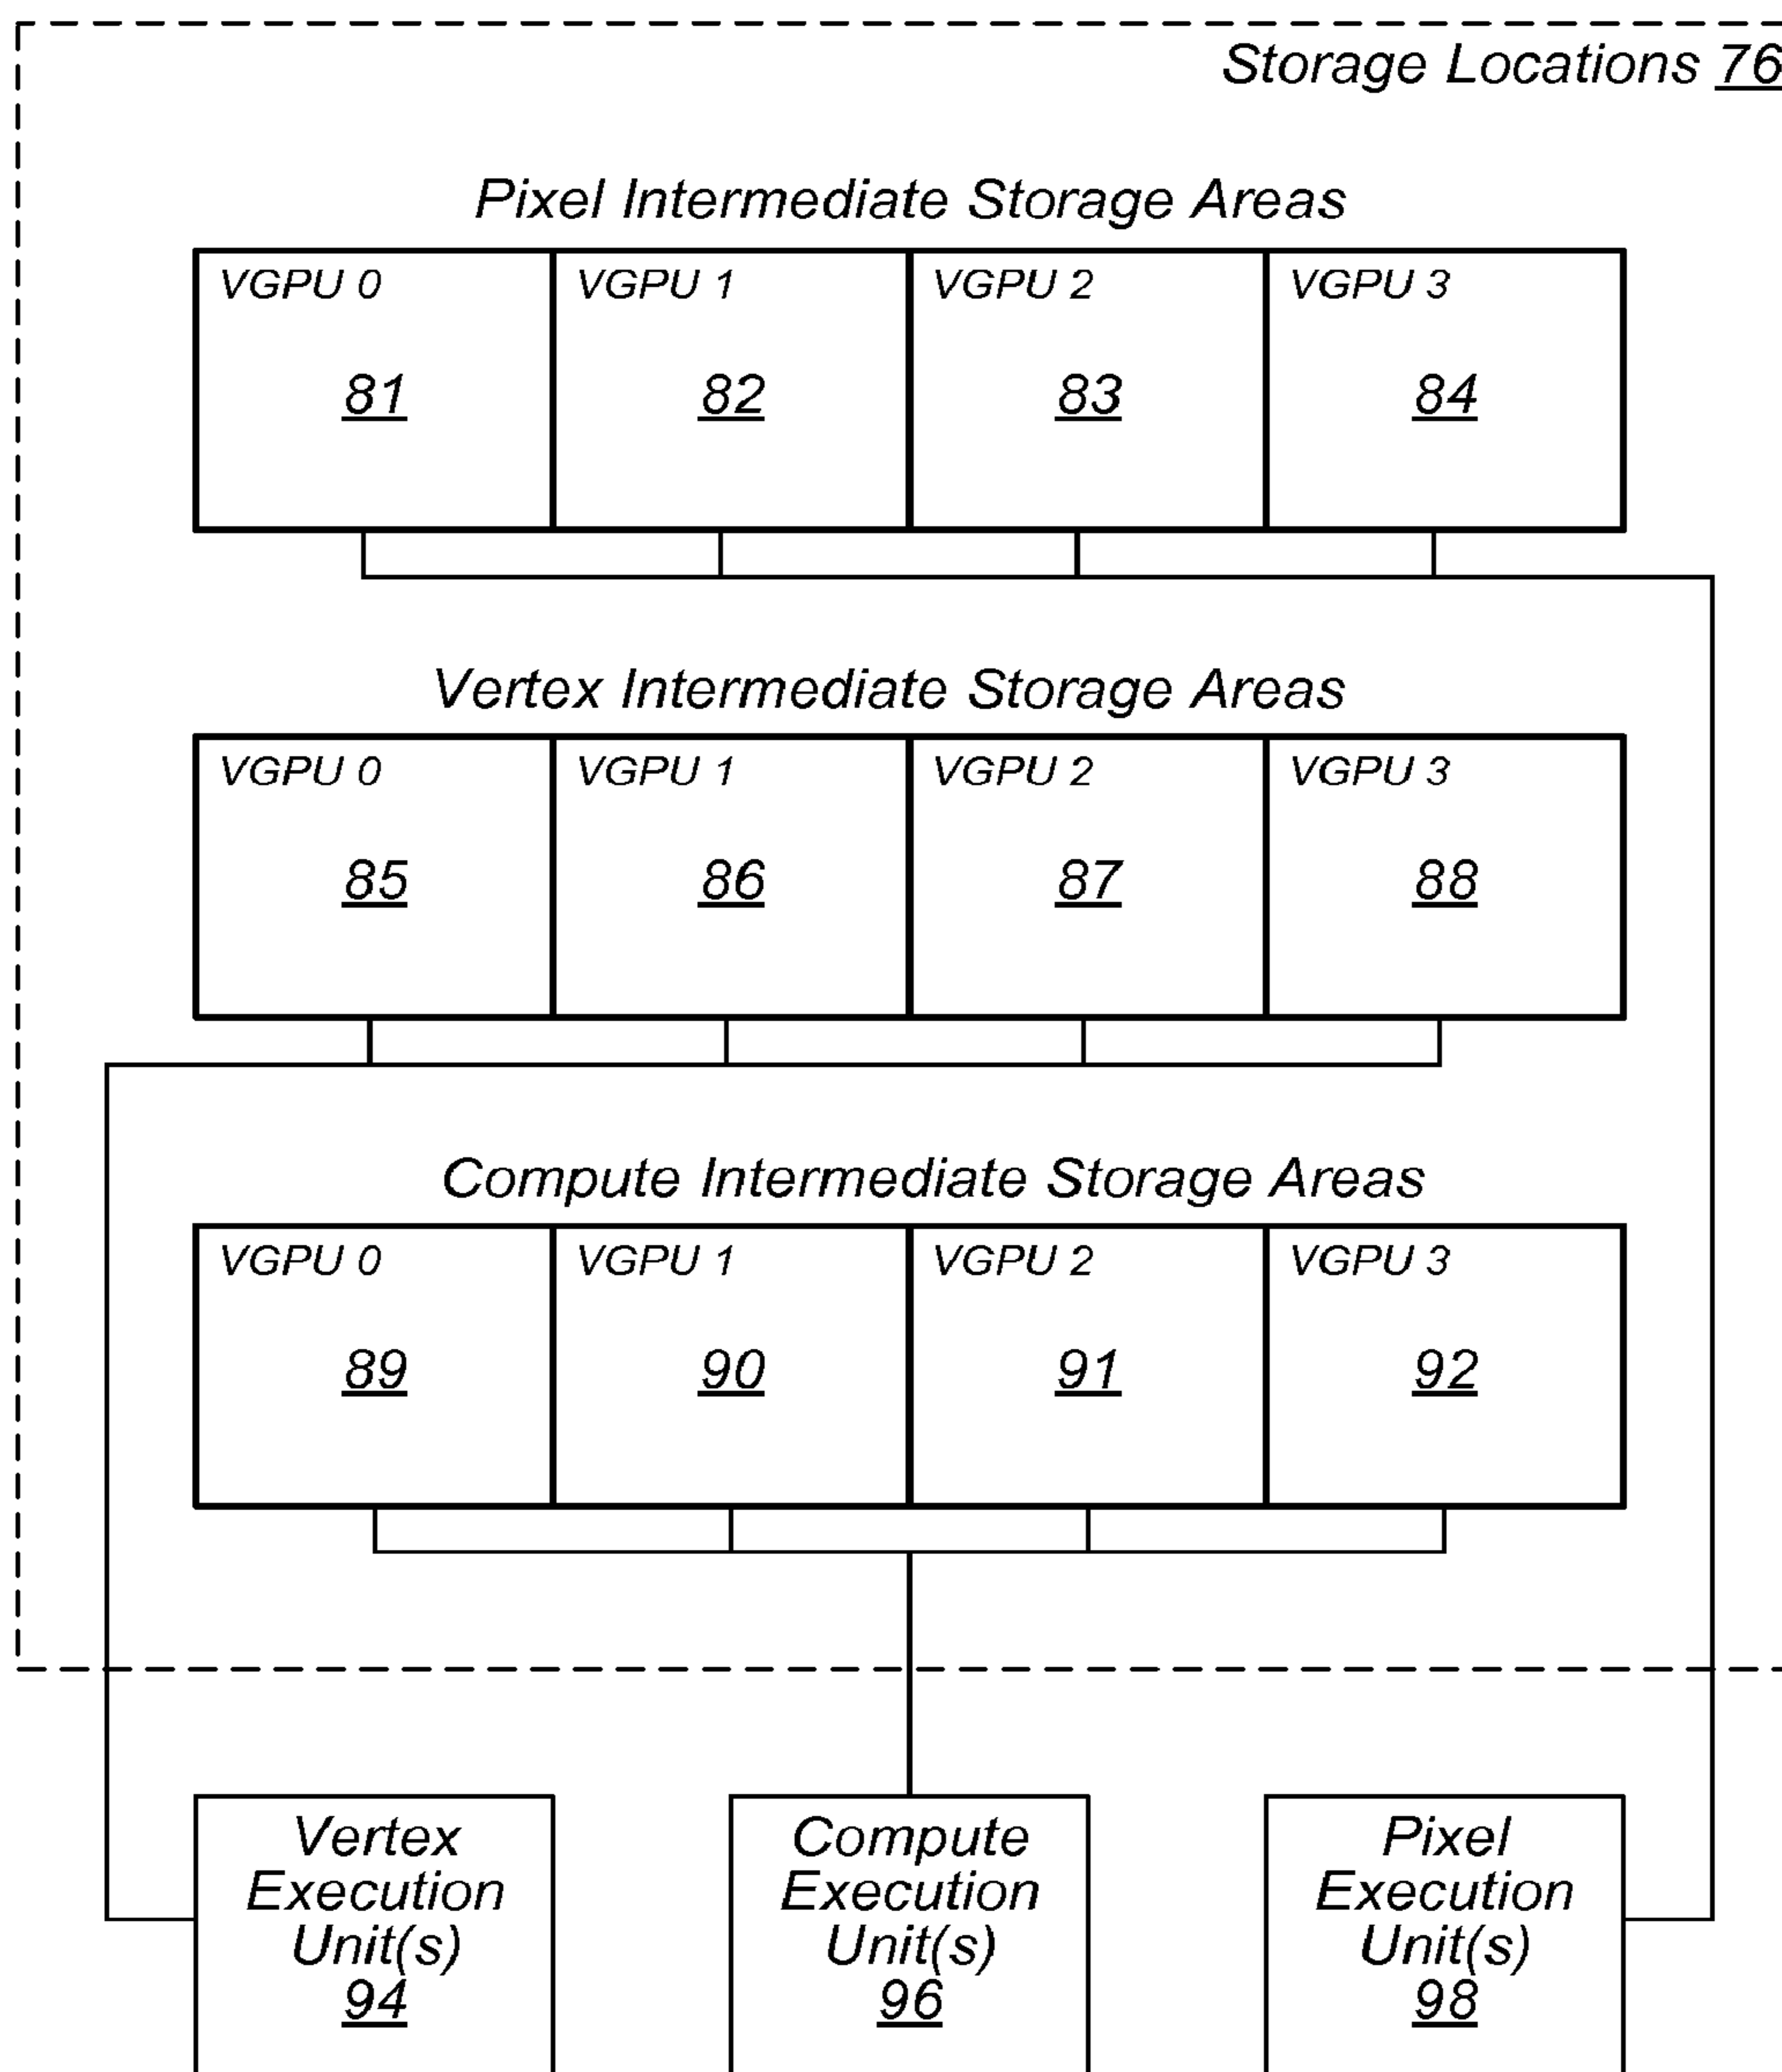 Storage Locations 76
Pixel Intermediate Storage Areas
VGPU 0 VGPU 1 VGPU 2 VGPU 3
81 82 83 84
Vertex Intermediate Storage Areas
VGPU 0 VGPU 1 VGPU 2 VGPU 3
85 86 87 88
Compute Intermediate Storage Areas
VGPU 0 VGPU 1 VGPU 2 VGPU 3
89 90 91 92
Vertex
Execution
Unit(s)
94
Compute
Execution
Unit(s)
96
Pixel
Execution
Unit(s)
98